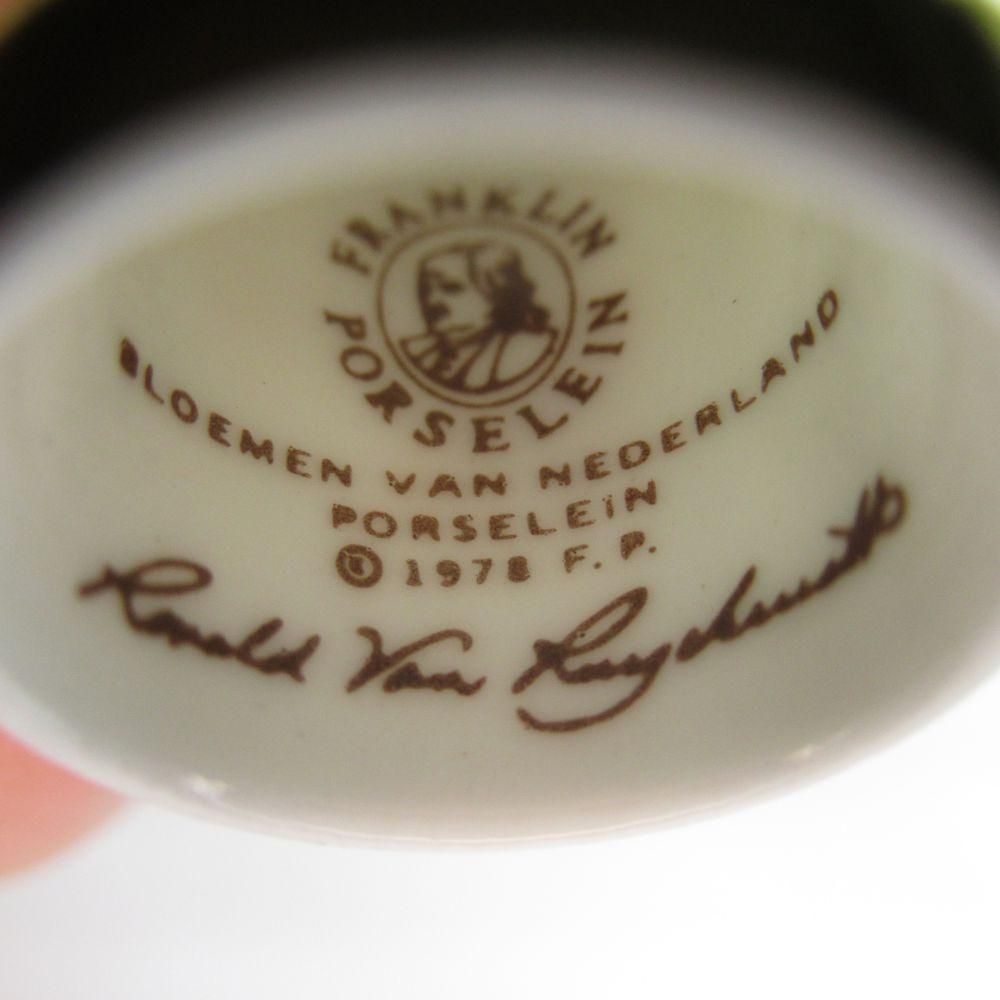 FRANKLIN
PORSELEIN
BLOEMEN VAN NEDERLAND
PORSELEIN
© 1978 F. P.
Ronald Van Ruyckevelt